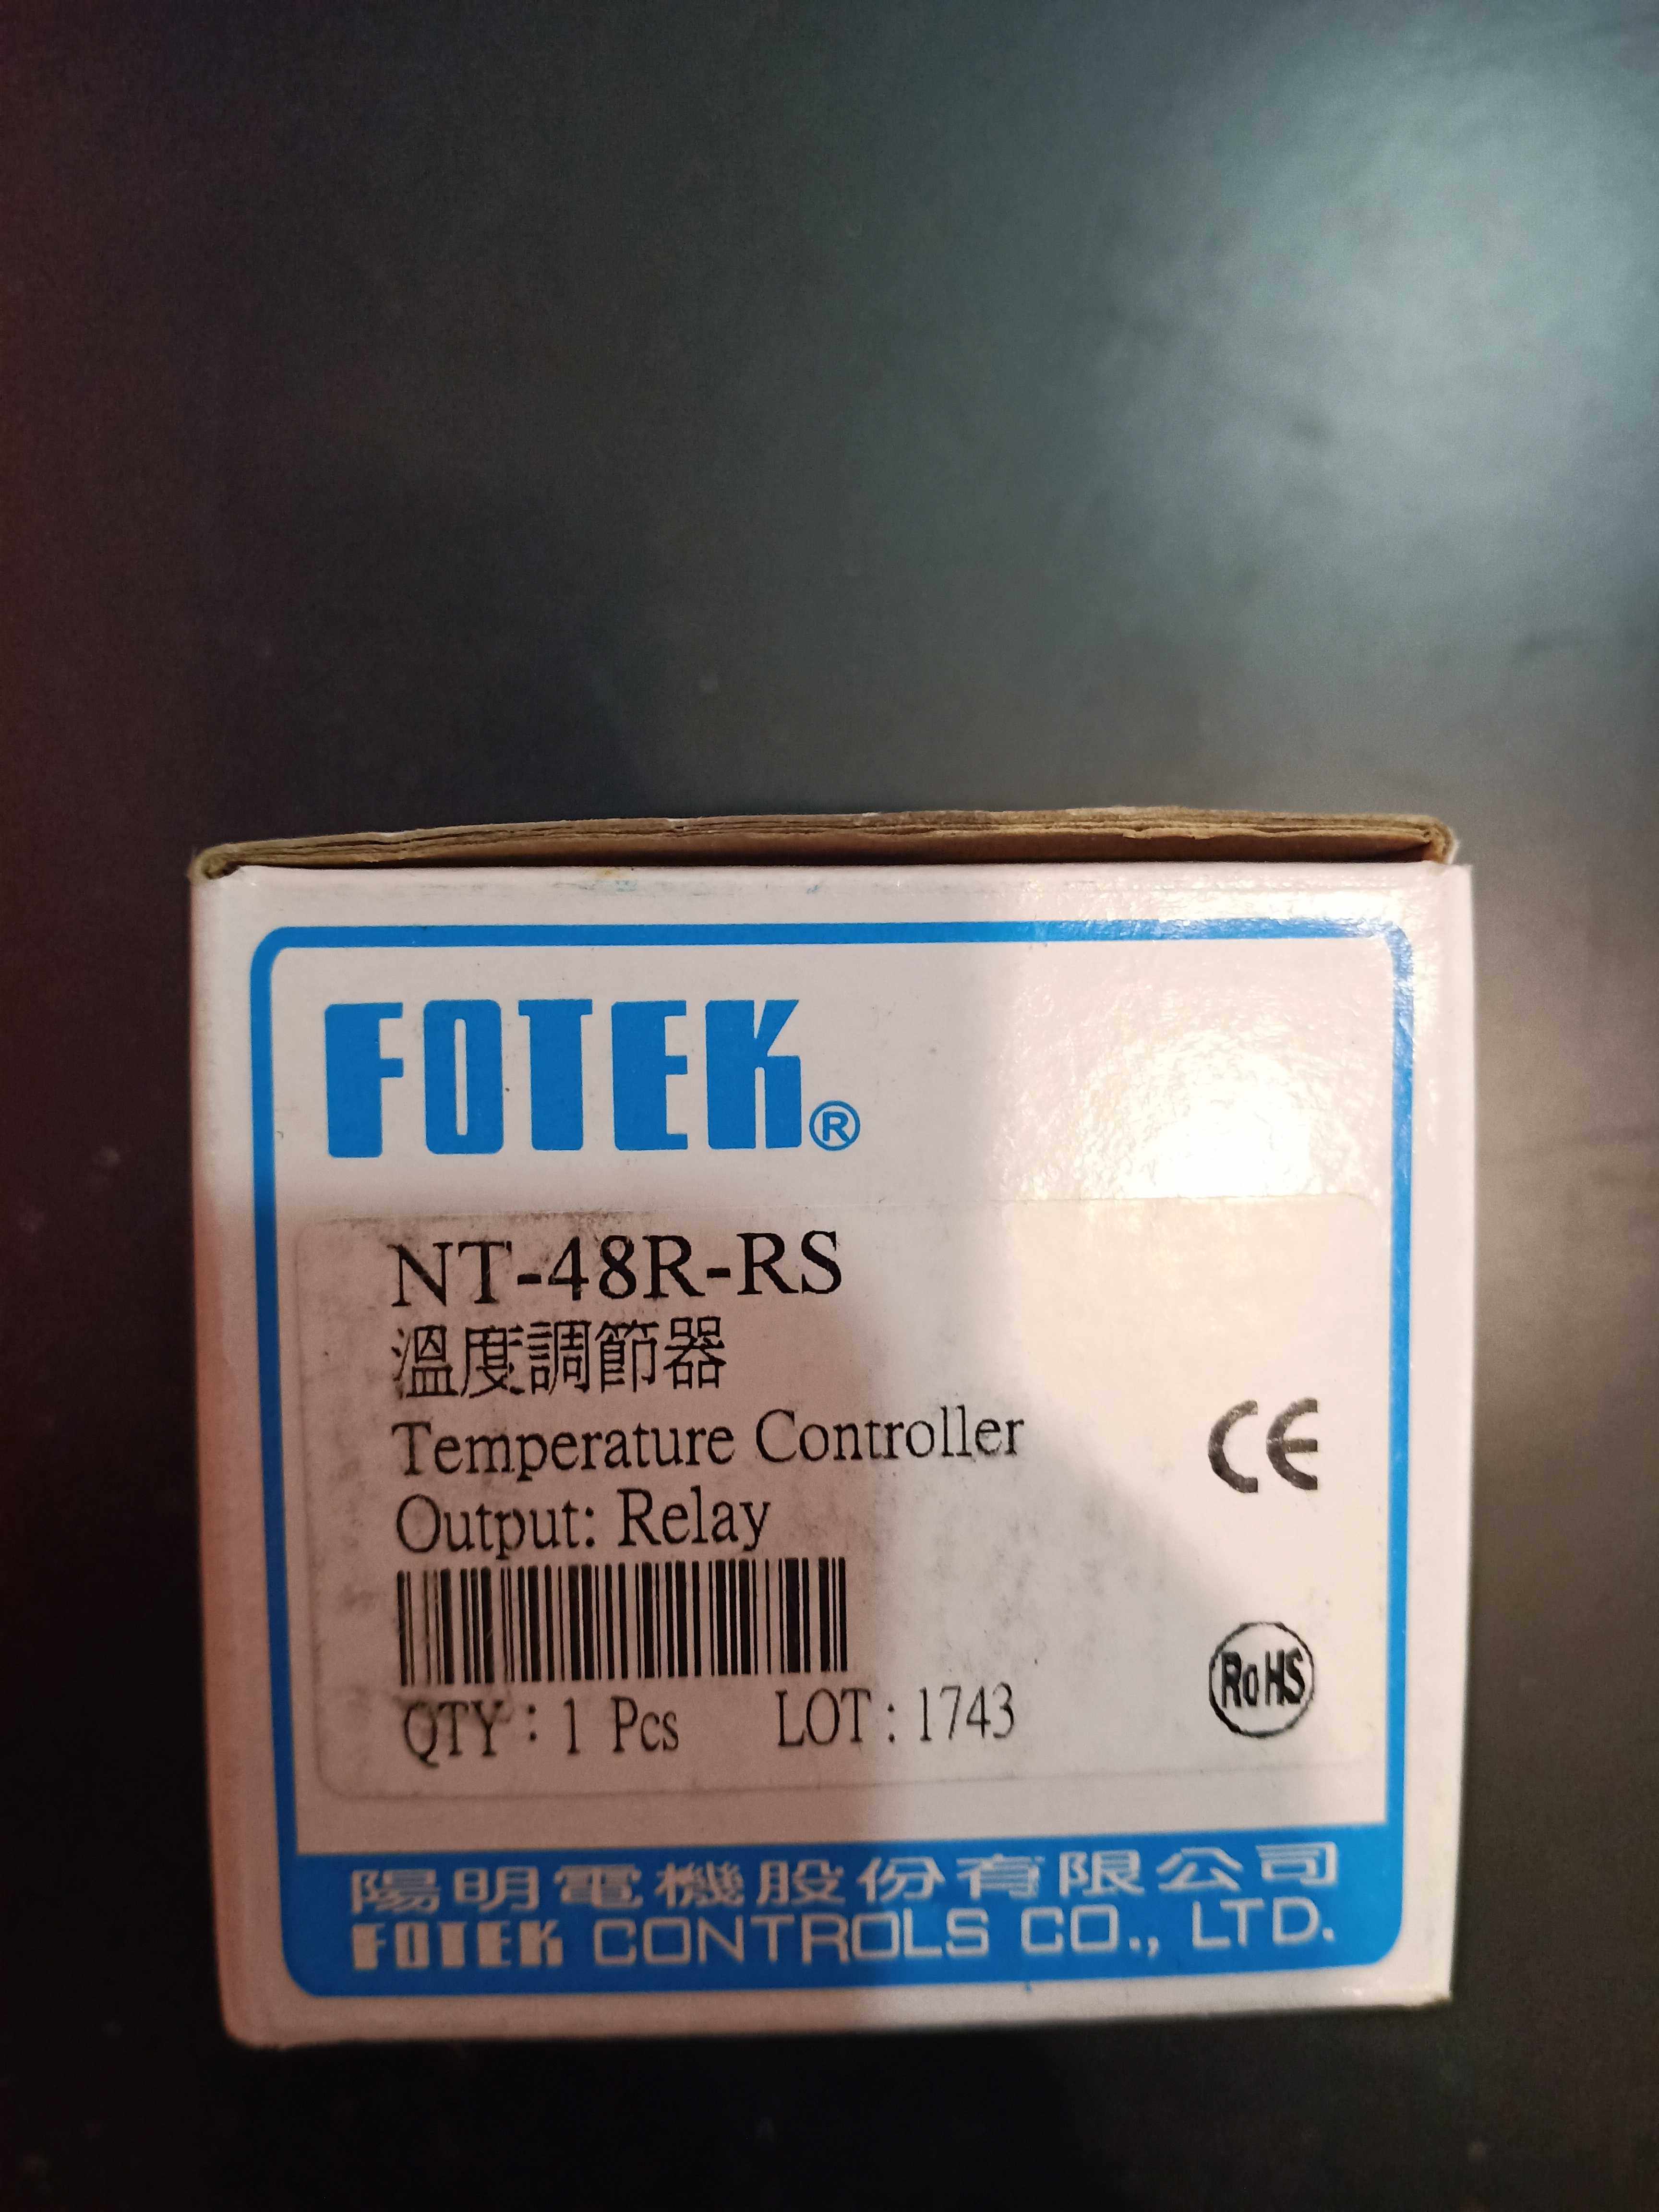 FOTEK®
NT-48R-RS
溫度調節器
Temperature Controller
Output: Relay
CE
QTY : 1 Pcs LOT : 1743
RoHS
陽明電機股份有限公司
FOTEK CONTROLS CO., LTD.